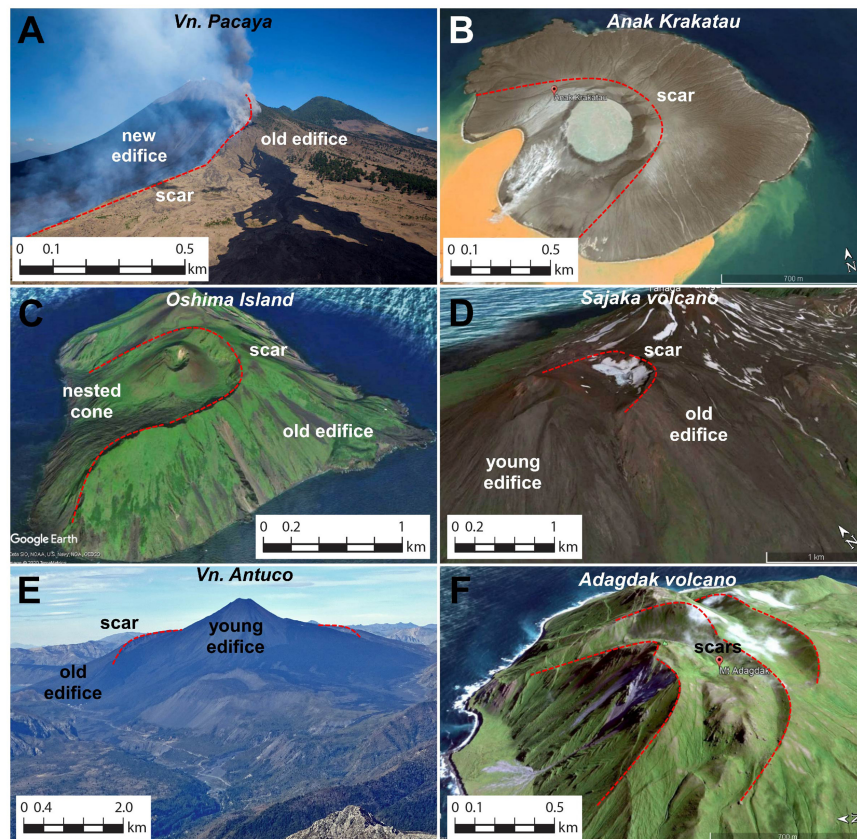 A
Vn. Pacaya
new
edifice
old edifice
scar
0 0.1 0.5
km
B
Anak Krakatau
scar
Anak Krakatau
0 0.1 0.5
km
700 m
N
C
Oshima Island
scar
nested
cone
old edifice
Google Earth
0 0.2 1
km
D
Sajaka volcano
scar
old
edifice
young
edifice
0 0.2 1
km
1 km
N
E
Vn. Antuco
scar
young
edifice
old
edifice
0 0.4 2.0
km
F
Adagdak volcano
scars
Mt Adagdak
0 0.1 0.5
km
700 m
N